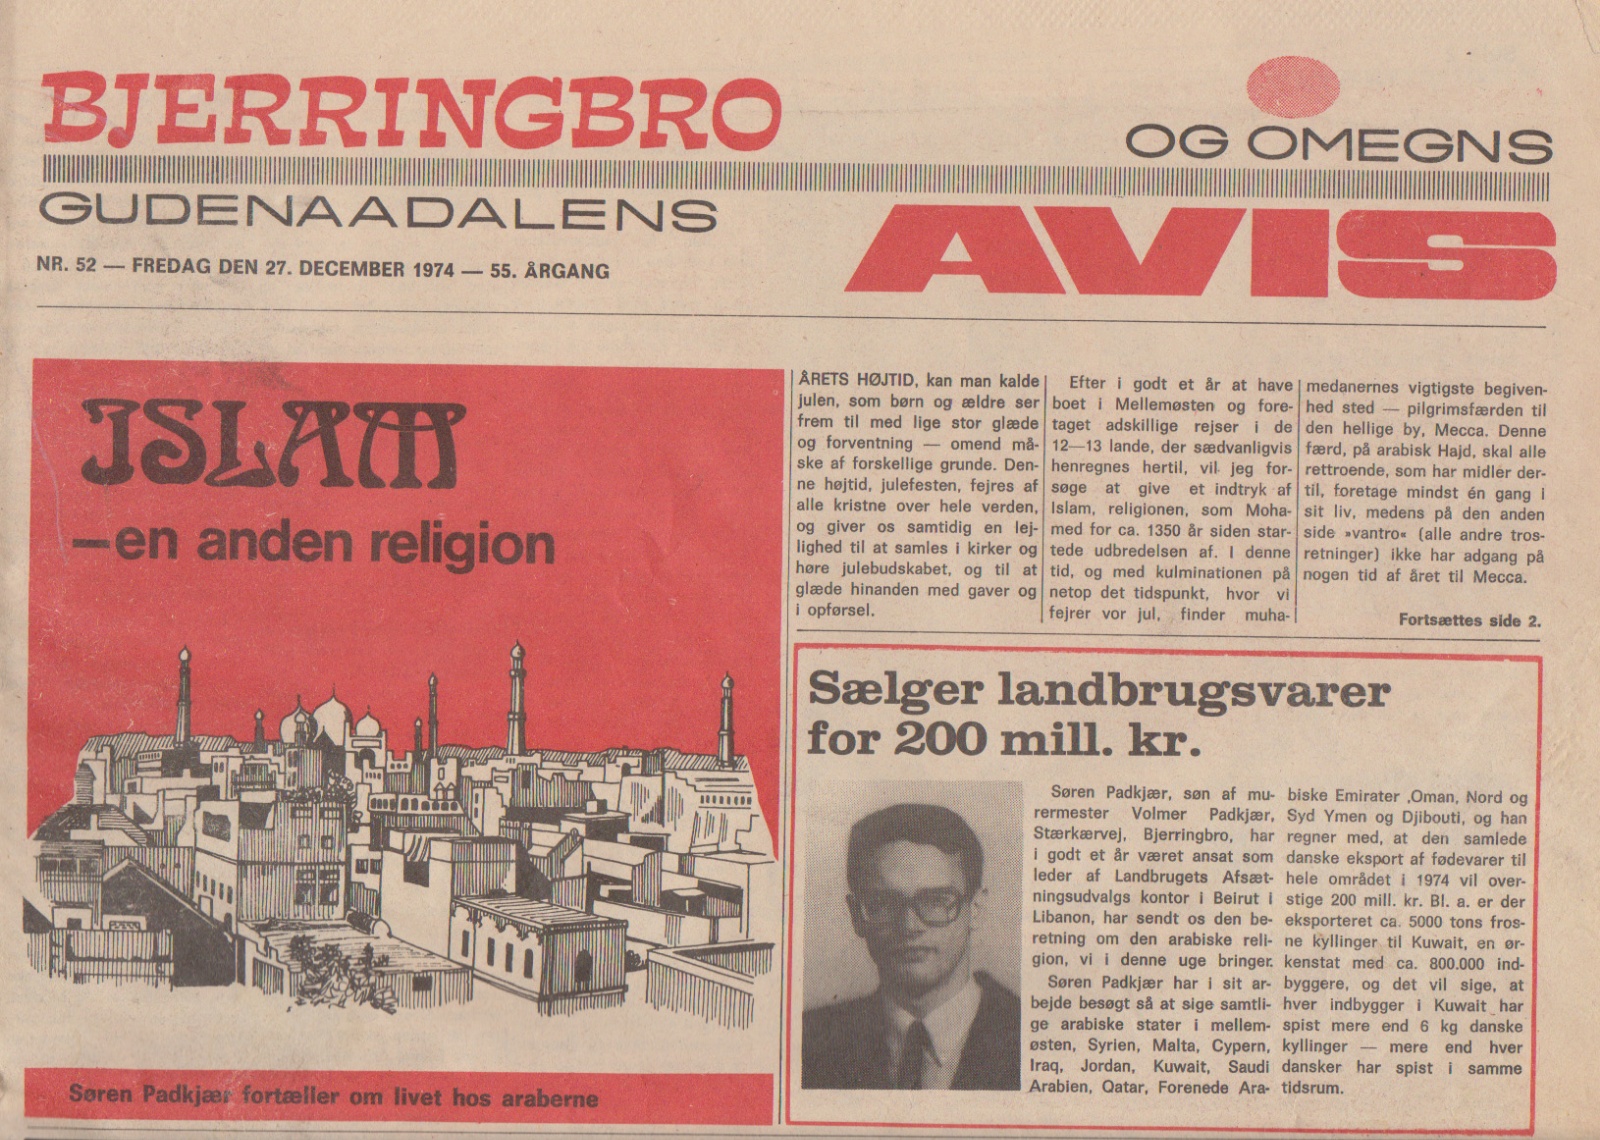 BJERRINGBRO
OG OMEGNS
GUDENAADALENS
AVIS
NR. 52 — FREDAG DEN 27. DECEMBER 1974 — 55. ÅRGANG
ISLAM
—en anden religion
Søren Padkjær fortæller om livet hos araberne
ÅRETS HØJTID, kan man kalde
julen, som børn og ældre ser
frem til med lige stor glæde
og forventning — omend må-
ske af forskellige grunde. Den-
ne højtid, julefesten, fejres af
alle kristne over hele verden,
og giver os samtidig en lej-
lighed til at samles i kirker og
høre julebudskabet, og til at
glæde hinanden med gaver og
i opførsel.
Efter i godt et år at have
boet i Mellemøsten og fore-
taget adskillige rejser i de
12—13 lande, der sædvanligvis
henregnes hertil, vil jeg for-
søge at give et indtryk af
Islam, religionen, som Moha-
med for ca. 1350 år siden star-
tede udbredelsen af. I denne
tid, og med kulminationen på
netop det tidspunkt, hvor vi
fejrer vor jul, finder muha-
medanernes vigtigste begiven-
hed sted — pilgrimsfærden til
den hellige by, Mecca. Denne
færd, på arabisk Hajd, skal alle
rettroende, som har midler der-
til, foretage mindst én gang i
sit liv, medens på den anden
side »vantro« (alle andre tros-
retninger) ikke har adgang på
nogen tid af året til Mecca.
Fortsættes side 2.
Sælger landbrugsvarer
for 200 mill. kr.
Søren Padkjær, søn af mu-
rermester Volmer Padkjær,
Stærkærvej, Bjerringbro, har
i godt et år været ansat som
leder af Landbrugets Afsæt-
ningsudvalgs kontor i Beirut i
Libanon, har sendt os den be-
retning om den arabiske reli-
gion, vi i denne uge bringer.
Søren Padkjær har i sit ar-
bejde besøgt så at sige samtli-
ge arabiske stater i mellem-
østen, Syrien, Malta, Cypern,
Iraq, Jordan, Kuwait, Saudi
Arabien, Qatar, Forenede Ara-
biske Emirater ,Oman, Nord og
Syd Ymen og Djibouti, og han
regner med, at den samlede
danske eksport af fødevarer til
hele området i 1974 vil over-
stige 200 mill. kr. Bl. a. er der
eksporteret ca. 5000 tons fros-
ne kyllinger til Kuwait, en ør-
kenstat med ca. 800.000 ind-
byggere, og det vil sige, at
hver indbygger i Kuwait har
spist mere end 6 kg danske
kyllinger — mere end hver
dansker har spist i samme
tidsrum.